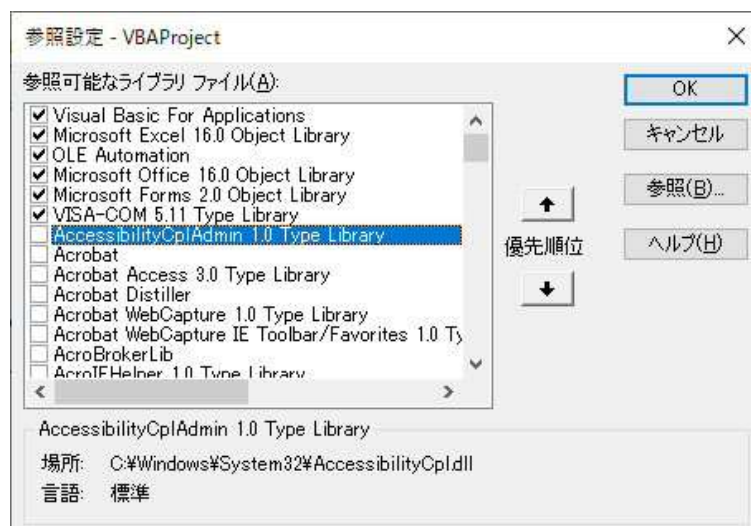 参照設定 - VBAProject
参照可能なライブラリ ファイル(A):
Visual Basic For Applications
Microsoft Excel 16.0 Object Library
OLE Automation
Microsoft Office 16.0 Object Library
Microsoft Forms 2.0 Object Library
VISA-COM 5.11 Type Library
AccessibilityCplAdmin 1.0 Type Library
Acrobat
Acrobat Access 3.0 Type Library
Acrobat Distiller
Acrobat WebCapture 1.0 Type Library
Acrobat WebCapture IE Toolbar/Favorites 1.0 Ty
AcroBrokerLib
AcroIEHelper 1.0 Type Library
優先順位
OK
キャンセル
参照(B)...
ヘルプ(H)
AccessibilityCplAdmin 1.0 Type Library
場所: C:¥Windows¥System32¥AccessibilityCpl.dll
言語: 標準